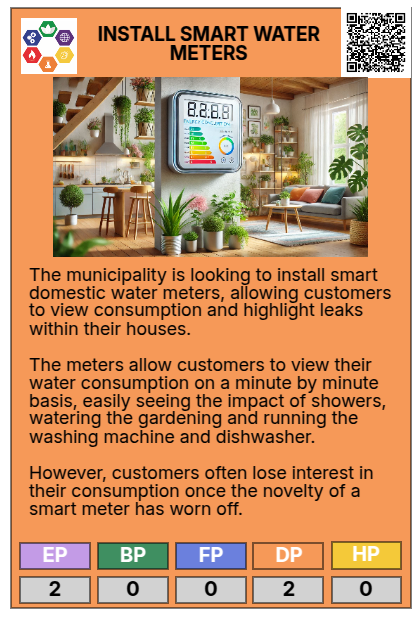 INSTALL SMART WATER
METERS
8.8.8.8
The municipality is looking to install smart
domestic water meters, allowing customers
to view consumption and highlight leaks
within their houses.
The meters allow customers to view their
water consumption on a minute by minute
basis, easily seeing the impact of showers,
watering the gardening and running the
washing machine and dishwasher.
However, customers often lose interest in
their consumption once the novelty of a
smart meter has worn off.
EP BP FP DP HP
2 0 0 2 0